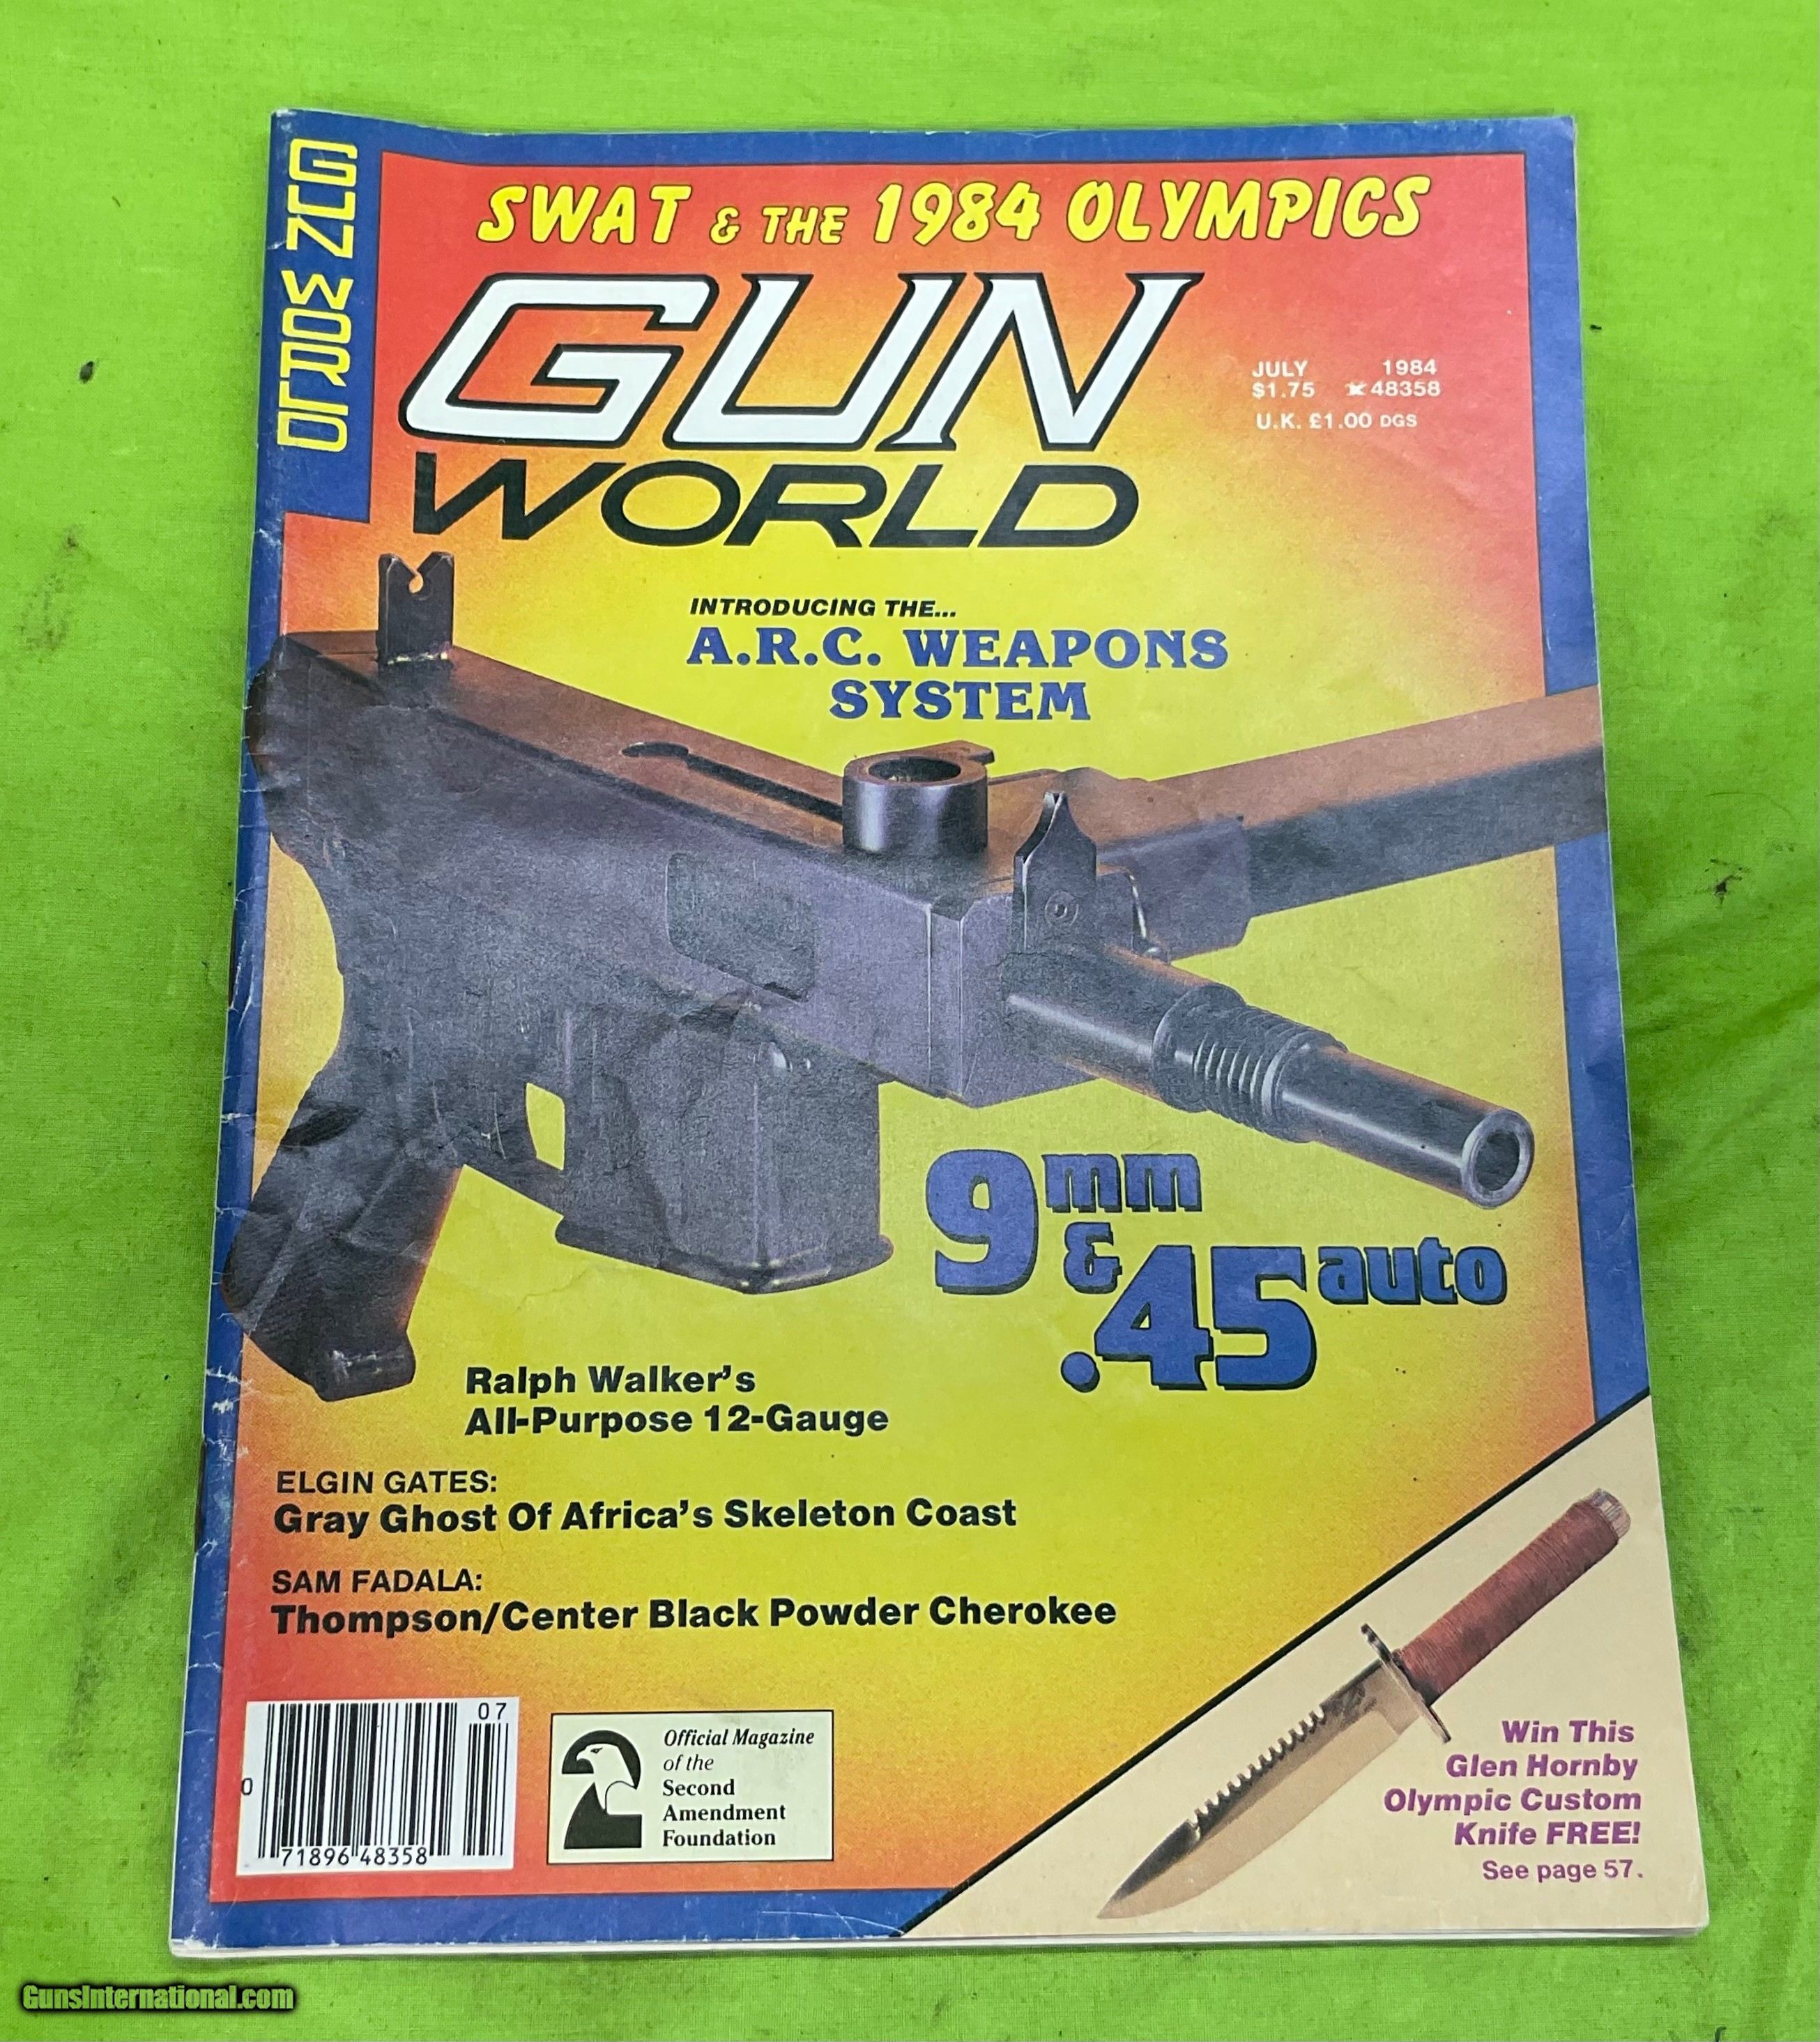 GUN WORLD
SWAT & THE 1984 OLYMPICS
GUN
WORLD
JULY 1984
$1.75 48358
U.K. £1.00 DGS
INTRODUCING THE...
A.R.C. WEAPONS
SYSTEM
9mm
&
.45 auto
Ralph Walker's
All-Purpose 12-Gauge
ELGIN GATES:
Gray Ghost Of Africa's Skeleton Coast
SAM FADALA:
Thompson/Center Black Powder Cherokee
07
0 71896 48358
Official Magazine
of the
Second
Amendment
Foundation
Win This
Glen Hornby
Olympic Custom
Knife FREE!
See page 57.
GunsInternational.com